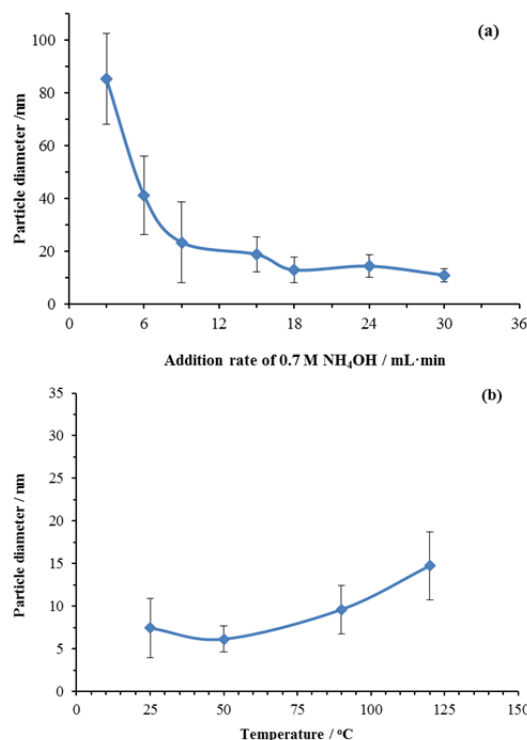 (a)
Particle diameter /nm
100
80
60
40
20
0
0 6 12 18 24 30 36
Addition rate of 0.7 M NH₄OH / mL·min
(b)
Particle diameter / nm
35
30
25
20
15
10
5
0
0 25 50 75 100 125 150
Temperature / ºC